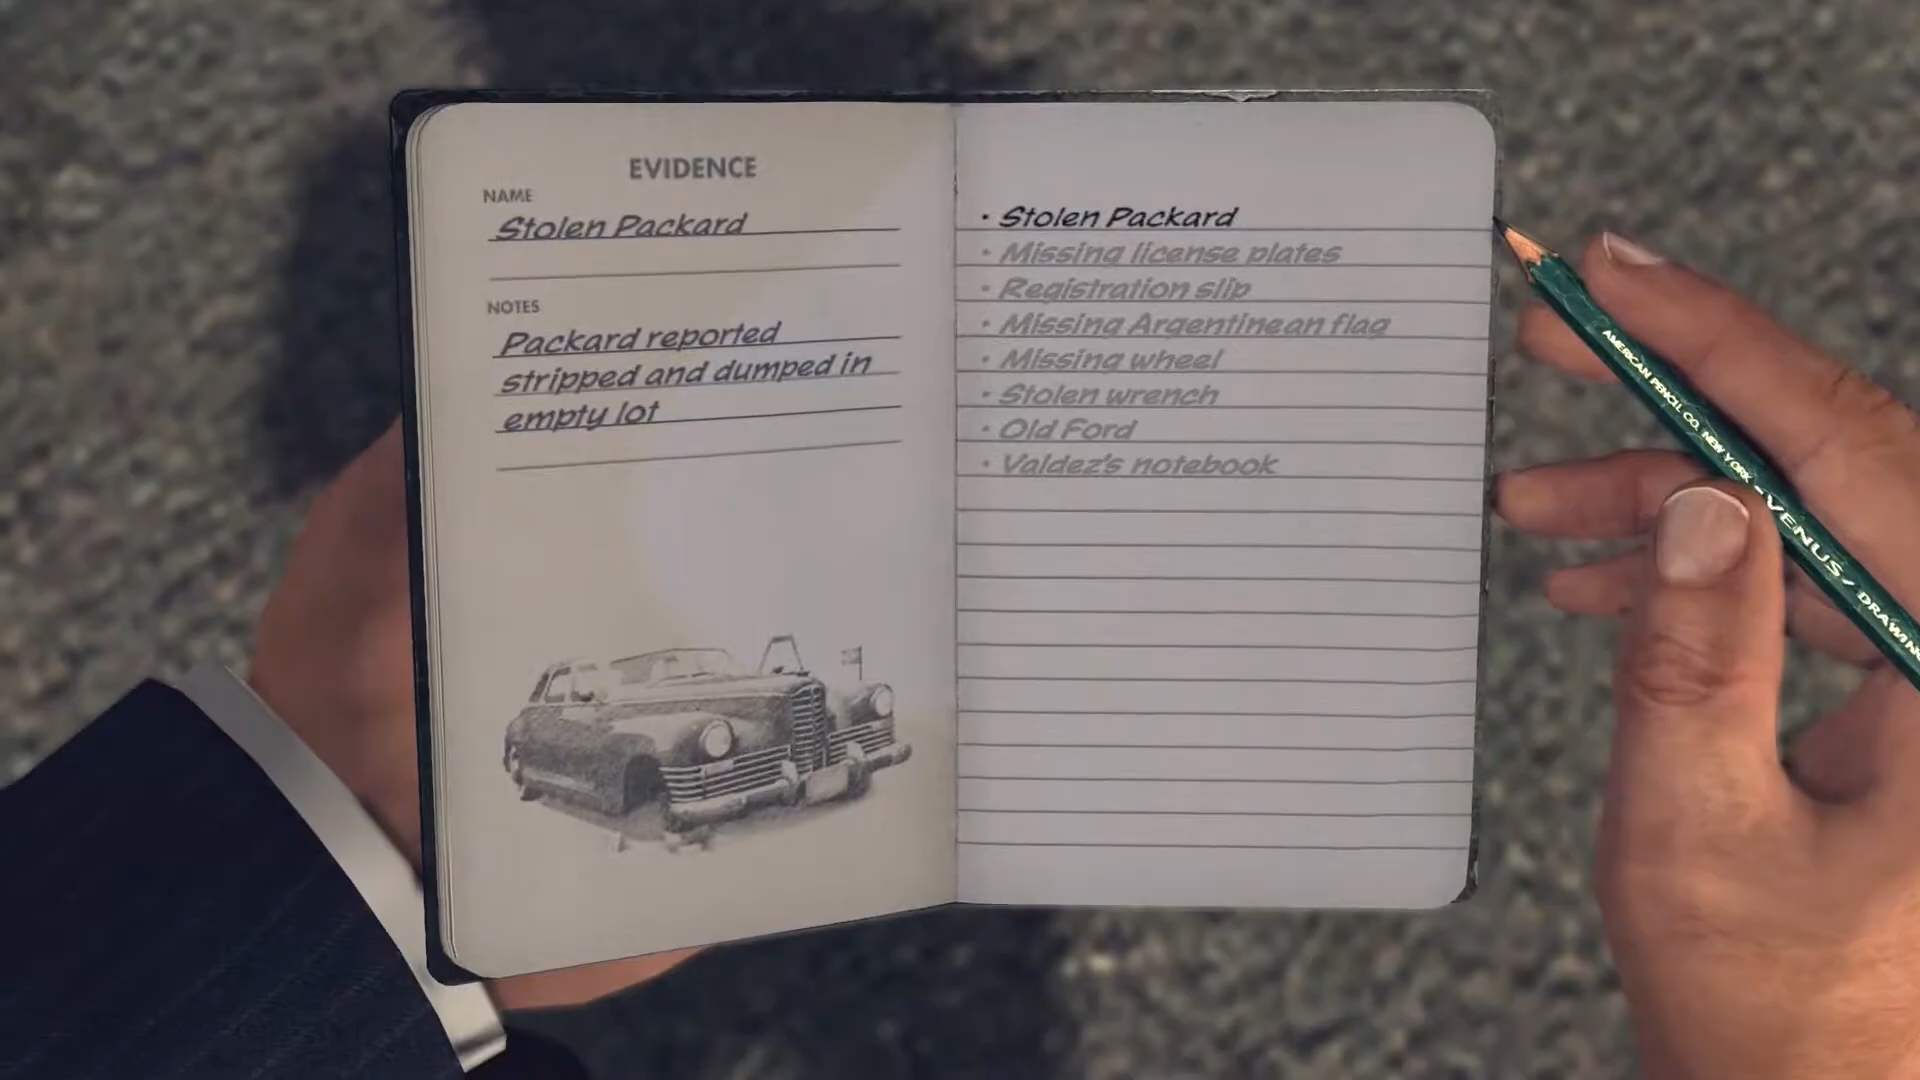 EVIDENCE
NAME
Stolen Packard
NOTES
Packard reported
stripped and dumped in
empty lot
• Stolen Packard
• Missing license plates
• Registration slip
• Missing Argentinean flag
• Missing wheel
• Stolen wrench
• Old Ford
• Valdez's notebook
AMERICAN PENCIL CO. NEW YORK
VENUS DRAWING